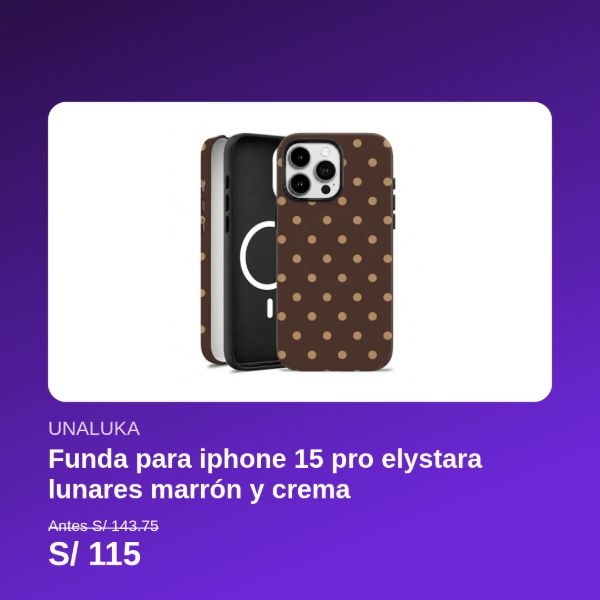 UNALUKA
Funda para iphone 15 pro elystara
lunares marrón y crema
Antes S/ 143.75
S/ 115